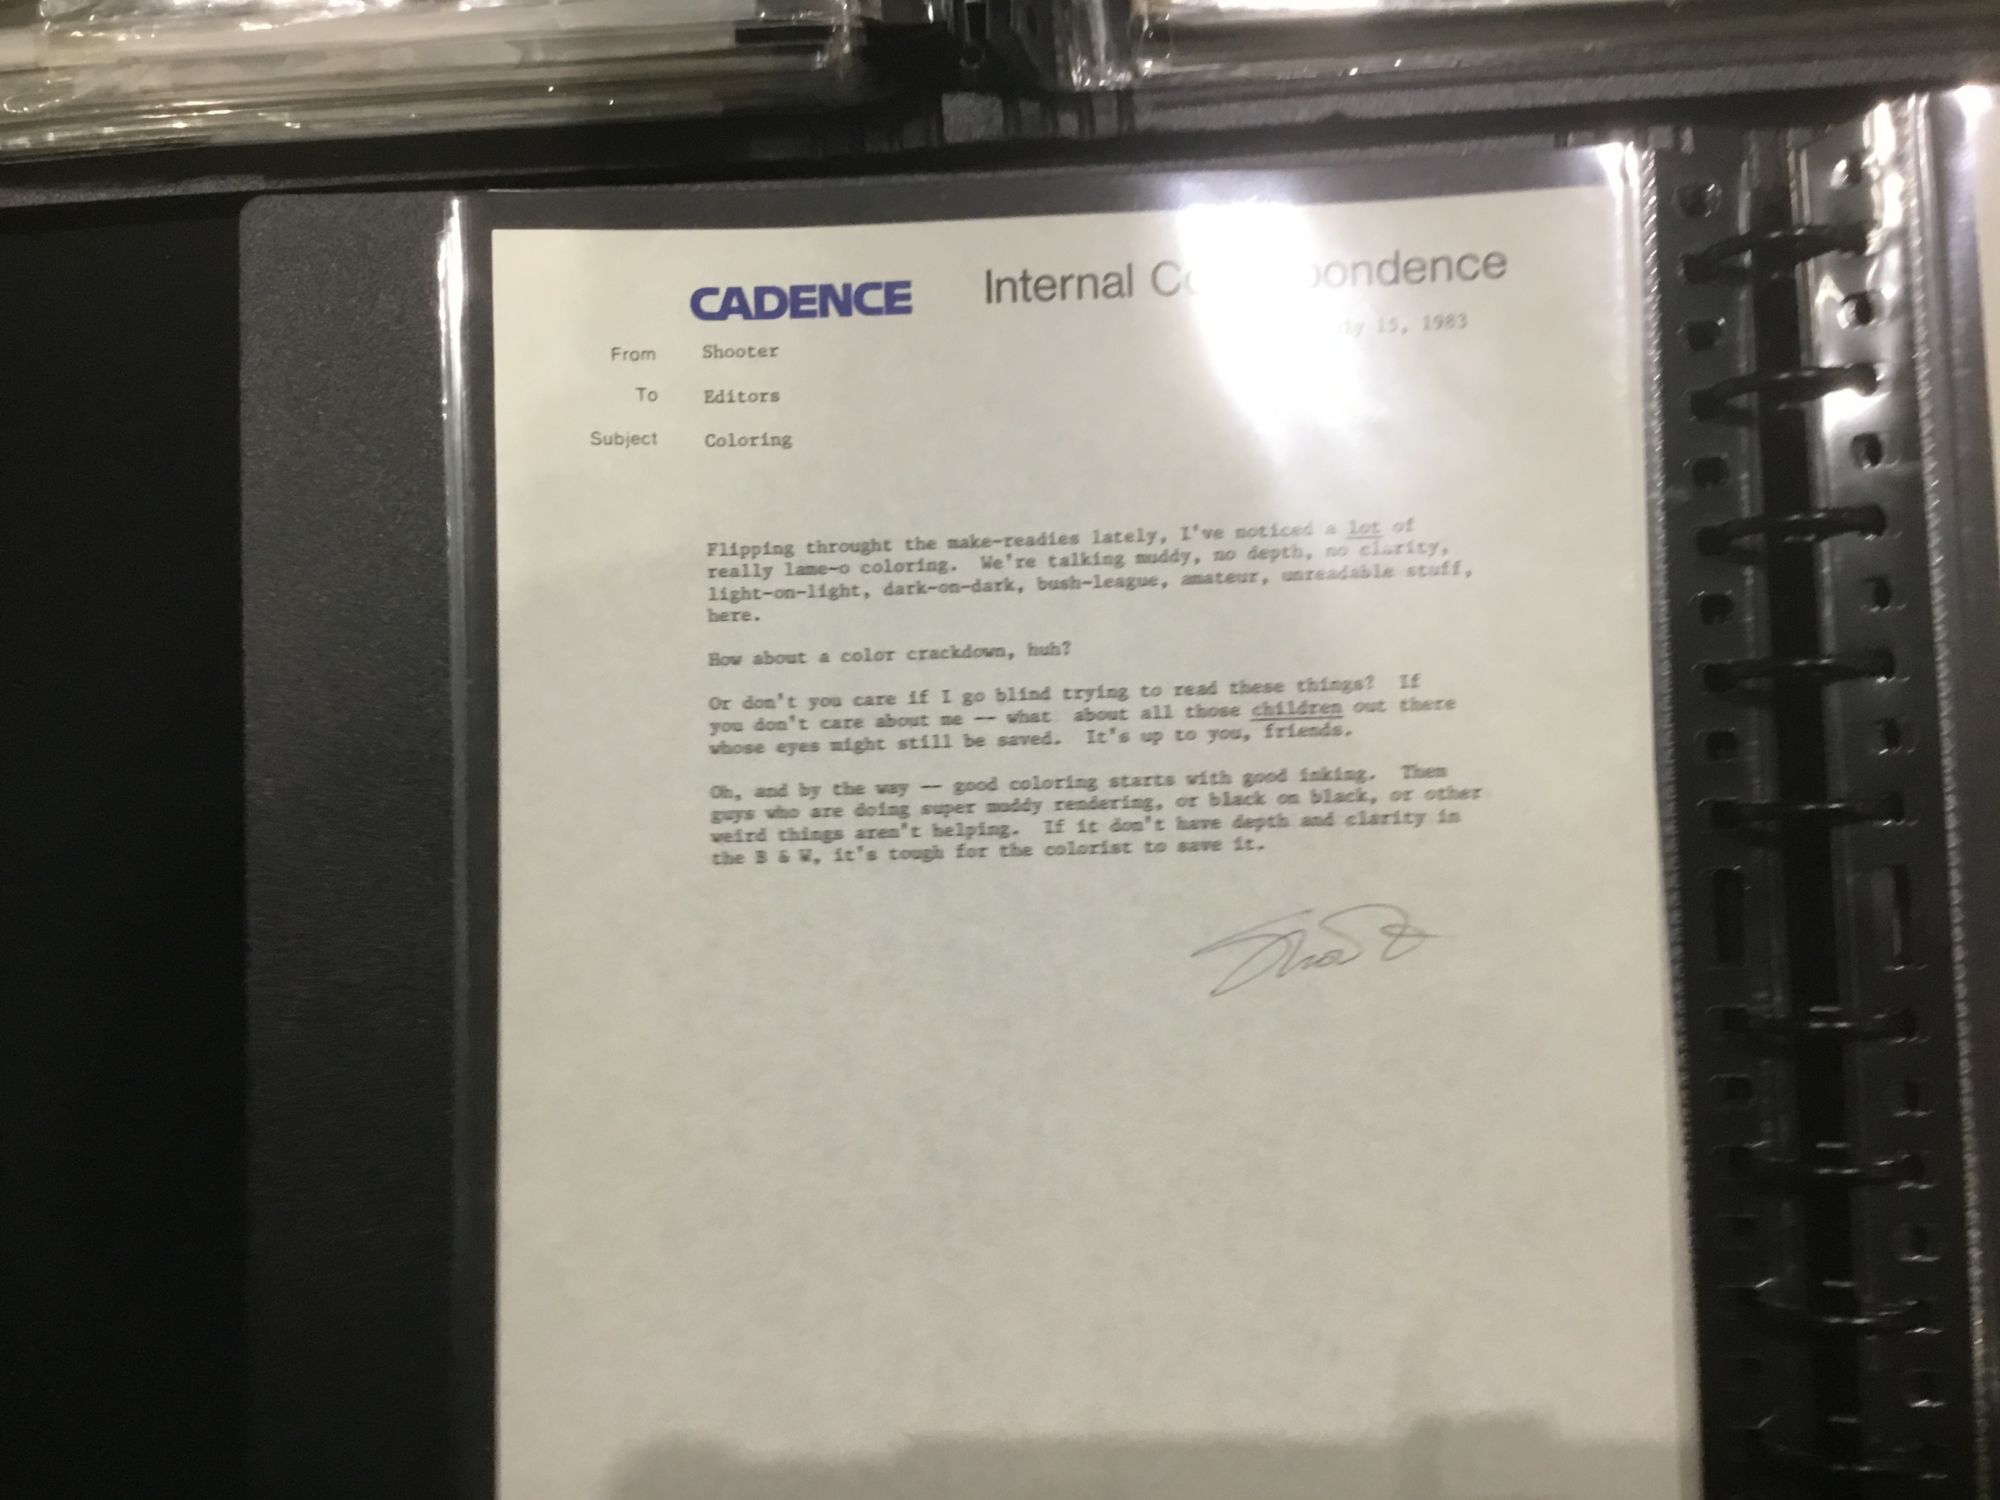 CADENCE Internal
15, 1983
From Shooter
To Editors
Subject Coloring
Flipping throught the make-readies lately, I've noticed a lot of
really lame-o coloring. We're talking muddy, no depth, no clarity,
light-on-light, dark-on-dark, bush-league, amateur, unreadable stuff,
here.
How about a color crackdown, huh?
Or don't you care if I go blind trying to read these things? If
you don't care about me -- what about all those children out there
whose eyes might still be saved. It's up to you, friends.
Oh, and by the way -- good coloring starts with good inking. Them
guys who are doing super muddy rendering, or black on black, or other
weird things aren't helping. If it don't have depth and clarity in
the B & W, it's tough for the colorist to save it.